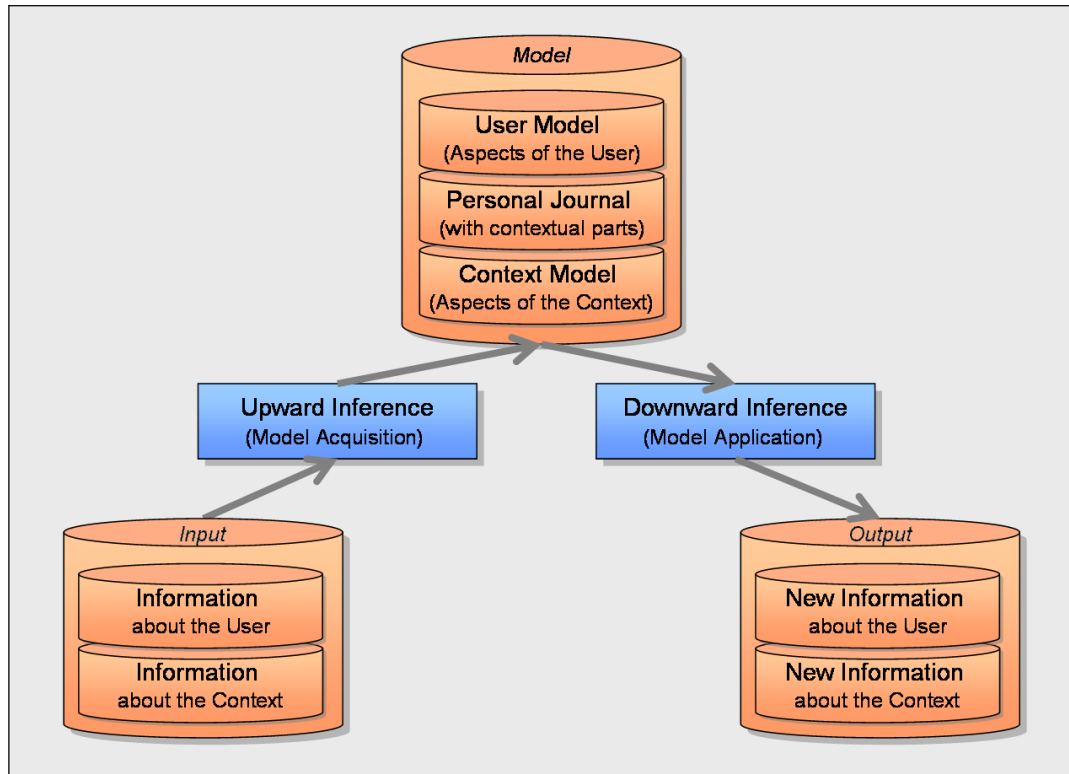 Model
User Model
(Aspects of the User)
Personal Journal
(with contextual parts)
Context Model
(Aspects of the Context)
Upward Inference
(Model Acquisition)
Downward Inference
(Model Application)
Input
Information
about the User
Information
about the Context
Output
New Information
about the User
New Information
about the Context